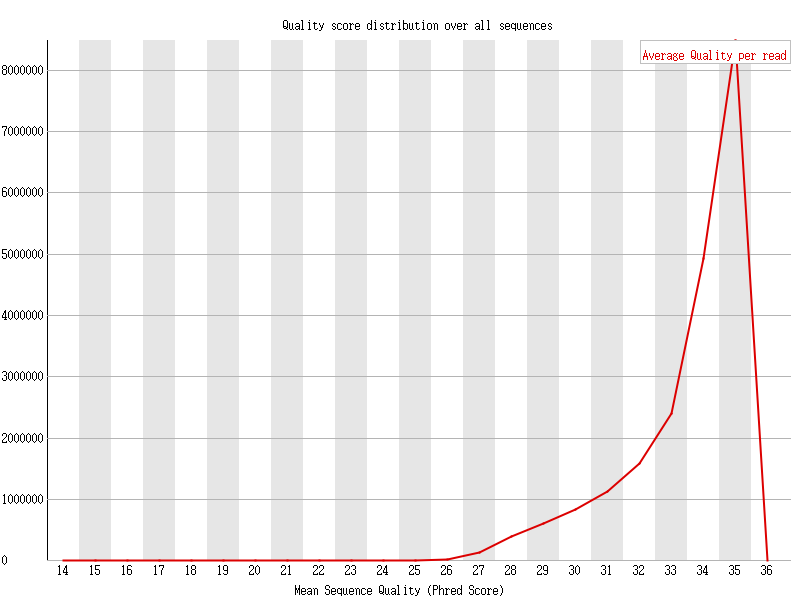 Quality score distribution over all sequences
Average Quality per read
8000000
7000000
6000000
5000000
4000000
3000000
2000000
1000000
0
14 15 16 17 18 19 20 21 22 23 24 25 26 27 28 29 30 31 32 33 34 35 36
Mean Sequence Quality (Phred Score)